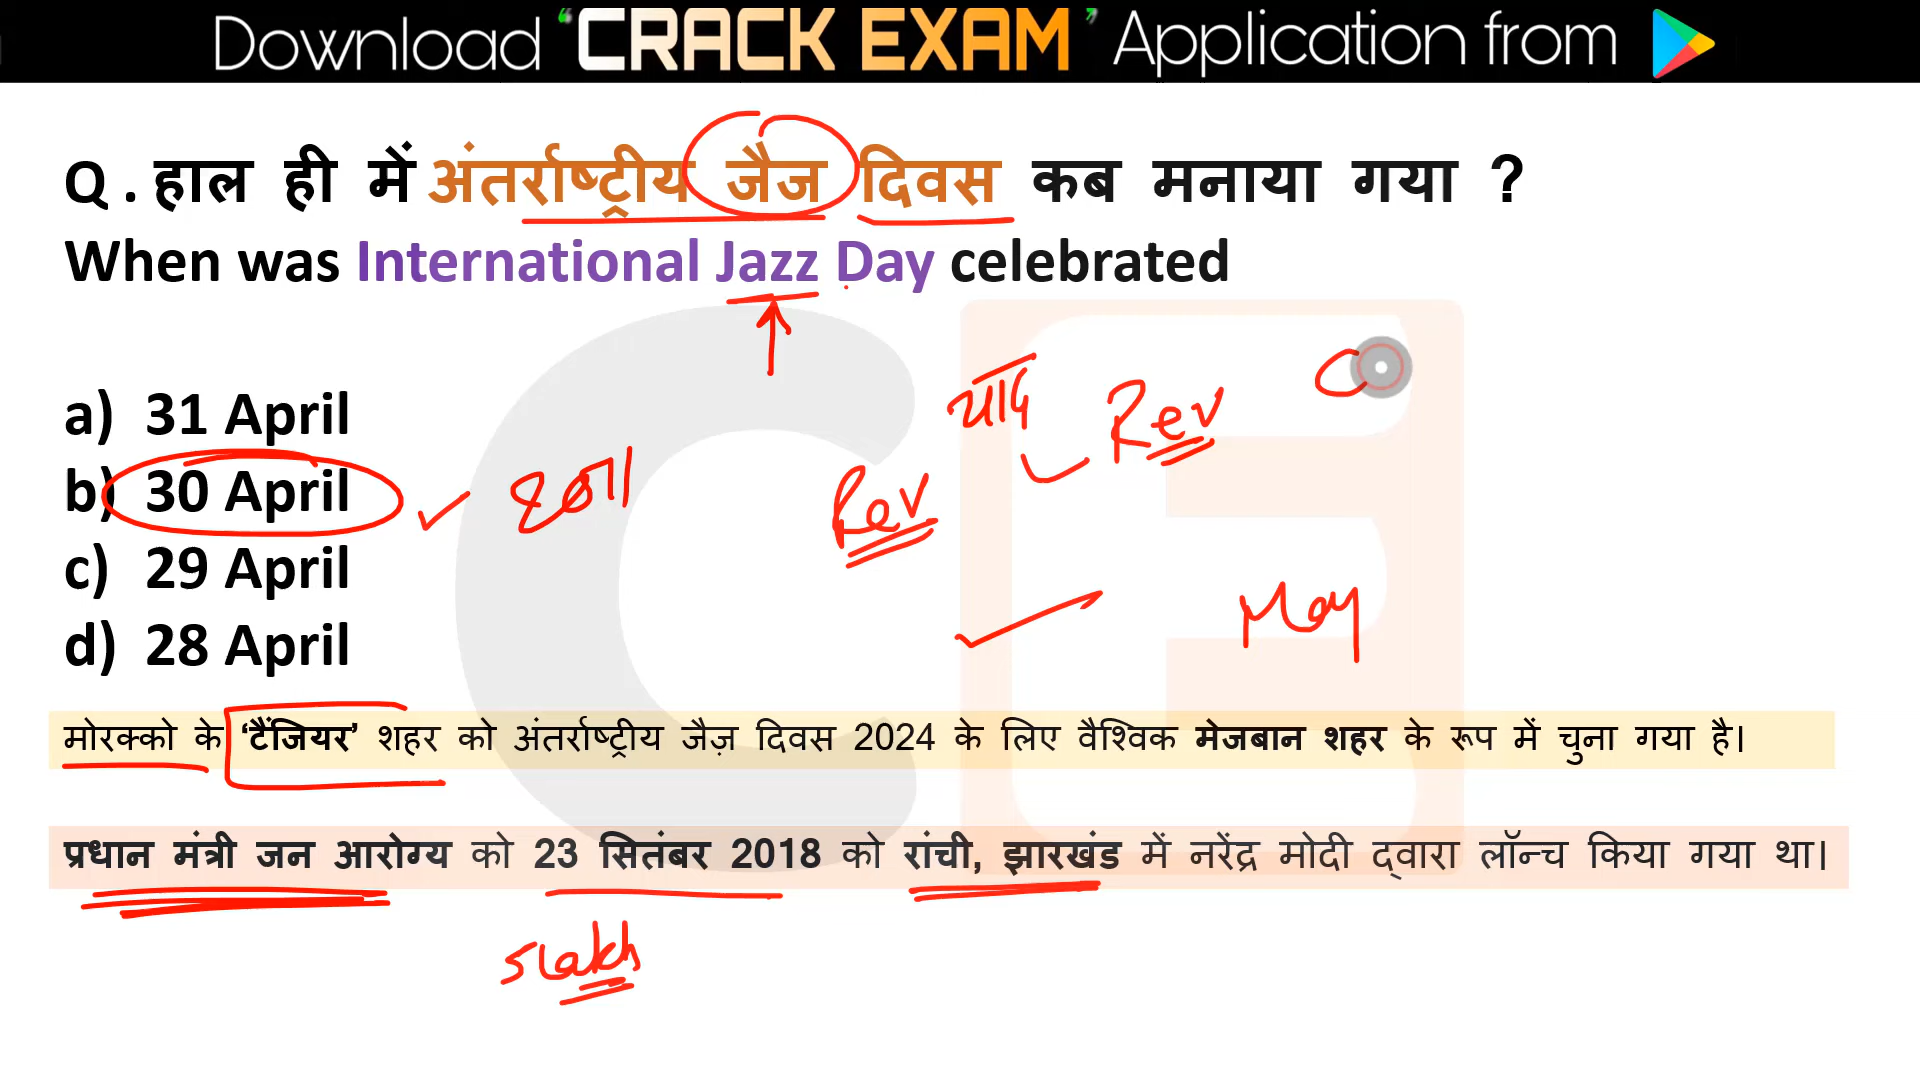 Download ‘CRACK EXAM’ Application from
Q . हाल ही में अंतर्राष्ट्रीय जैज दिवस कब मनाया गया ?
When was International Jazz Day celebrated
a) 31 April
b) 30 April
c) 29 April
d) 28 April
याद
Rev
Rev
May
मोरक्को के ‘टैंजियर’ शहर को अंतर्राष्ट्रीय जैज़ दिवस 2024 के लिए वैश्विक मेजबान शहर के रूप में चुना गया है।
प्रधान मंत्री जन आरोग्य को 23 सितंबर 2018 को रांची, झारखंड में नरेंद्र मोदी द्वारा लॉन्च किया गया था।
5 lakh